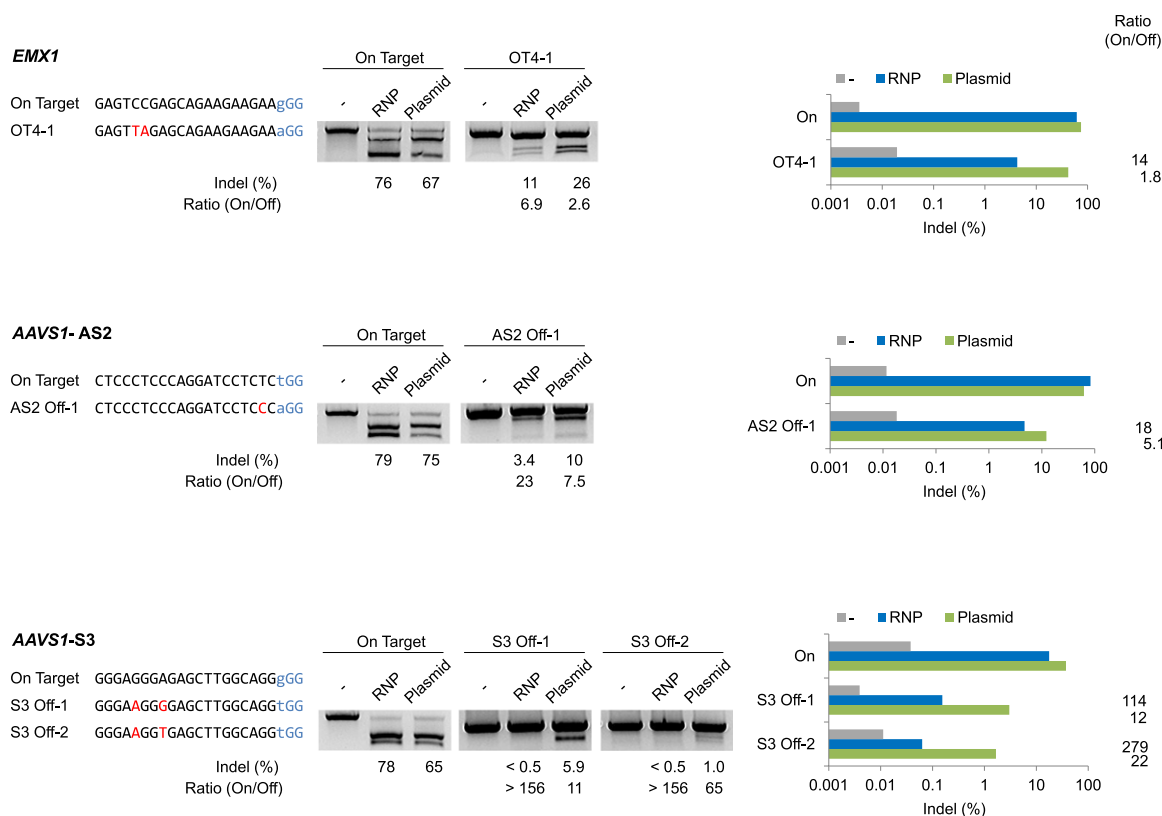 Ratio
(On/Off)
EMX1
On Target
OT4-1
On Target GAGTCCGAGCAGAAGAAGAAgGG
OT4-1 GAGTTAGAGCAGAAGAAGAAaGG
- RNP Plasmid
- RNP Plasmid
Indel (%) 76 67 11 26
Ratio (On/Off) 6.9 2.6
- RNP Plasmid
On
OT4-1
14
1.8
0.001 0.01 0.1 1 10 100
Indel (%)
AAVS1- AS2
On Target
AS2 Off-1
On Target CTCCCTCCCAGGATCCTCTCtGG
AS2 Off-1 CTCCCTCCCAGGATCCTCCCaGG
- RNP Plasmid
- RNP Plasmid
Indel (%) 79 75 3.4 10
Ratio (On/Off) 23 7.5
- RNP Plasmid
On
AS2 Off-1
18
5.1
0.001 0.01 0.1 1 10 100
Indel (%)
AAVS1-S3
On Target
S3 Off-1
S3 Off-2
On Target GGGAGGGAGAGCTTGGCAGGgGG
S3 Off-1 GGGAAGGGGAGCTTGGCAGGtGG
S3 Off-2 GGGAAGGTGAGCTTGGCAGGtGG
- RNP Plasmid
- RNP Plasmid
- RNP Plasmid
Indel (%) 78 65 < 0.5 5.9 < 0.5 1.0
Ratio (On/Off) > 156 11 > 156 65
- RNP Plasmid
On
S3 Off-1
114
12
S3 Off-2
279
22
0.001 0.01 0.1 1 10 100
Indel (%)